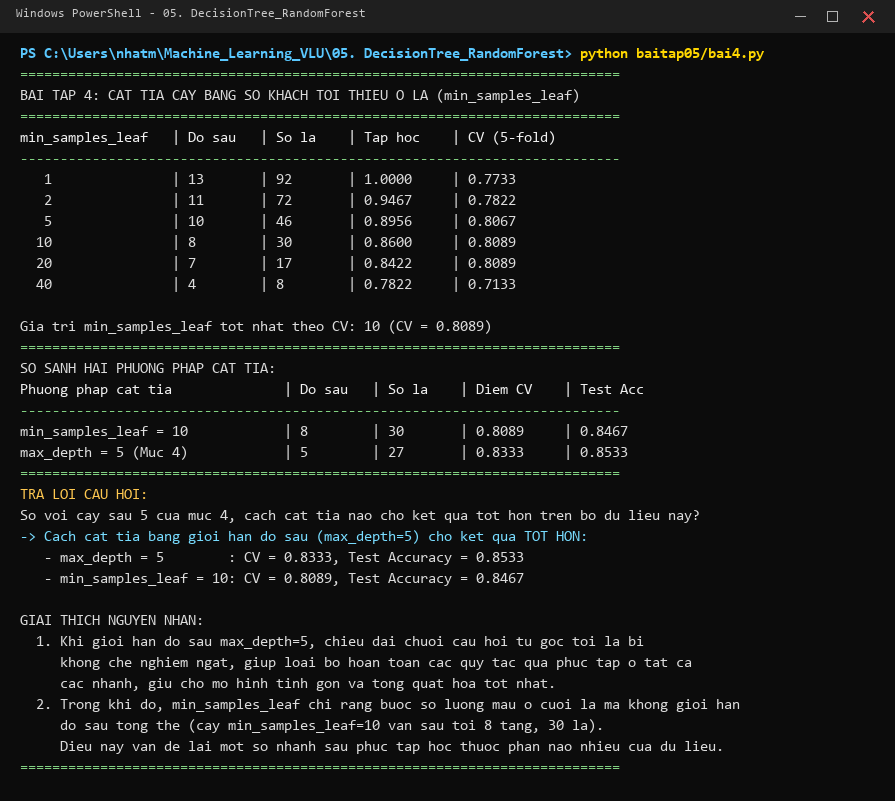 Windows PowerShell - 05. DecisionTree_RandomForest
PS C:\Users\nhatm\Machine_Learning_VLU\05. DecisionTree_RandomForest> python baitap05/bai4.py
===========================================================================
BAI TAP 4: CAT TIA CAY BANG SO KHACH TOI THIEU O LA (min_samples_leaf)
===========================================================================
min_samples_leaf   | Do sau   | So la    | Tap hoc    | CV (5-fold)
---------------------------------------------------------------------------
   1               | 13       | 92       | 1.0000     | 0.7733
   2               | 11       | 72       | 0.9467     | 0.7822
   5               | 10       | 46       | 0.8956     | 0.8067
  10               | 8        | 30       | 0.8600     | 0.8089
  20               | 7        | 17       | 0.8422     | 0.8089
  40               | 4        | 8        | 0.7822     | 0.7133
Gia tri min_samples_leaf tot nhat theo CV: 10 (CV = 0.8089)
===========================================================================
SO SANH HAI PHUONG PHAP CAT TIA:
Phuong phap cat tia              | Do sau   | So la    | Diem CV    | Test Acc
---------------------------------------------------------------------------
min_samples_leaf = 10            | 8        | 30       | 0.8089     | 0.8467
max_depth = 5 (Muc 4)            | 5        | 27       | 0.8333     | 0.8533
===========================================================================
TRA LOI CAU HOI:
So voi cay sau 5 cua muc 4, cach cat tia nao cho ket qua tot hon tren bo du lieu nay?
-> Cach cat tia bang gioi han do sau (max_depth=5) cho ket qua TOT HON:
   - max_depth = 5        : CV = 0.8333, Test Accuracy = 0.8533
   - min_samples_leaf = 10: CV = 0.8089, Test Accuracy = 0.8467
GIAI THICH NGUYEN NHAN:
  1. Khi gioi han do sau max_depth=5, chieu dai chuoi cau hoi tu goc toi la bi
     khong che nghiem ngat, giup loai bo hoan toan cac quy tac qua phuc tap o tat ca
     cac nhanh, giu cho mo hinh tinh gon va tong quat hoa tot nhat.
  2. Trong khi do, min_samples_leaf chi rang buoc so luong mau o cuoi la ma khong gioi han
     do sau tong the (cay min_samples_leaf=10 van sau toi 8 tang, 30 la).
     Dieu nay van de lai mot so nhanh sau phuc tap hoc thuoc phan nao nhieu cua du lieu.
===========================================================================